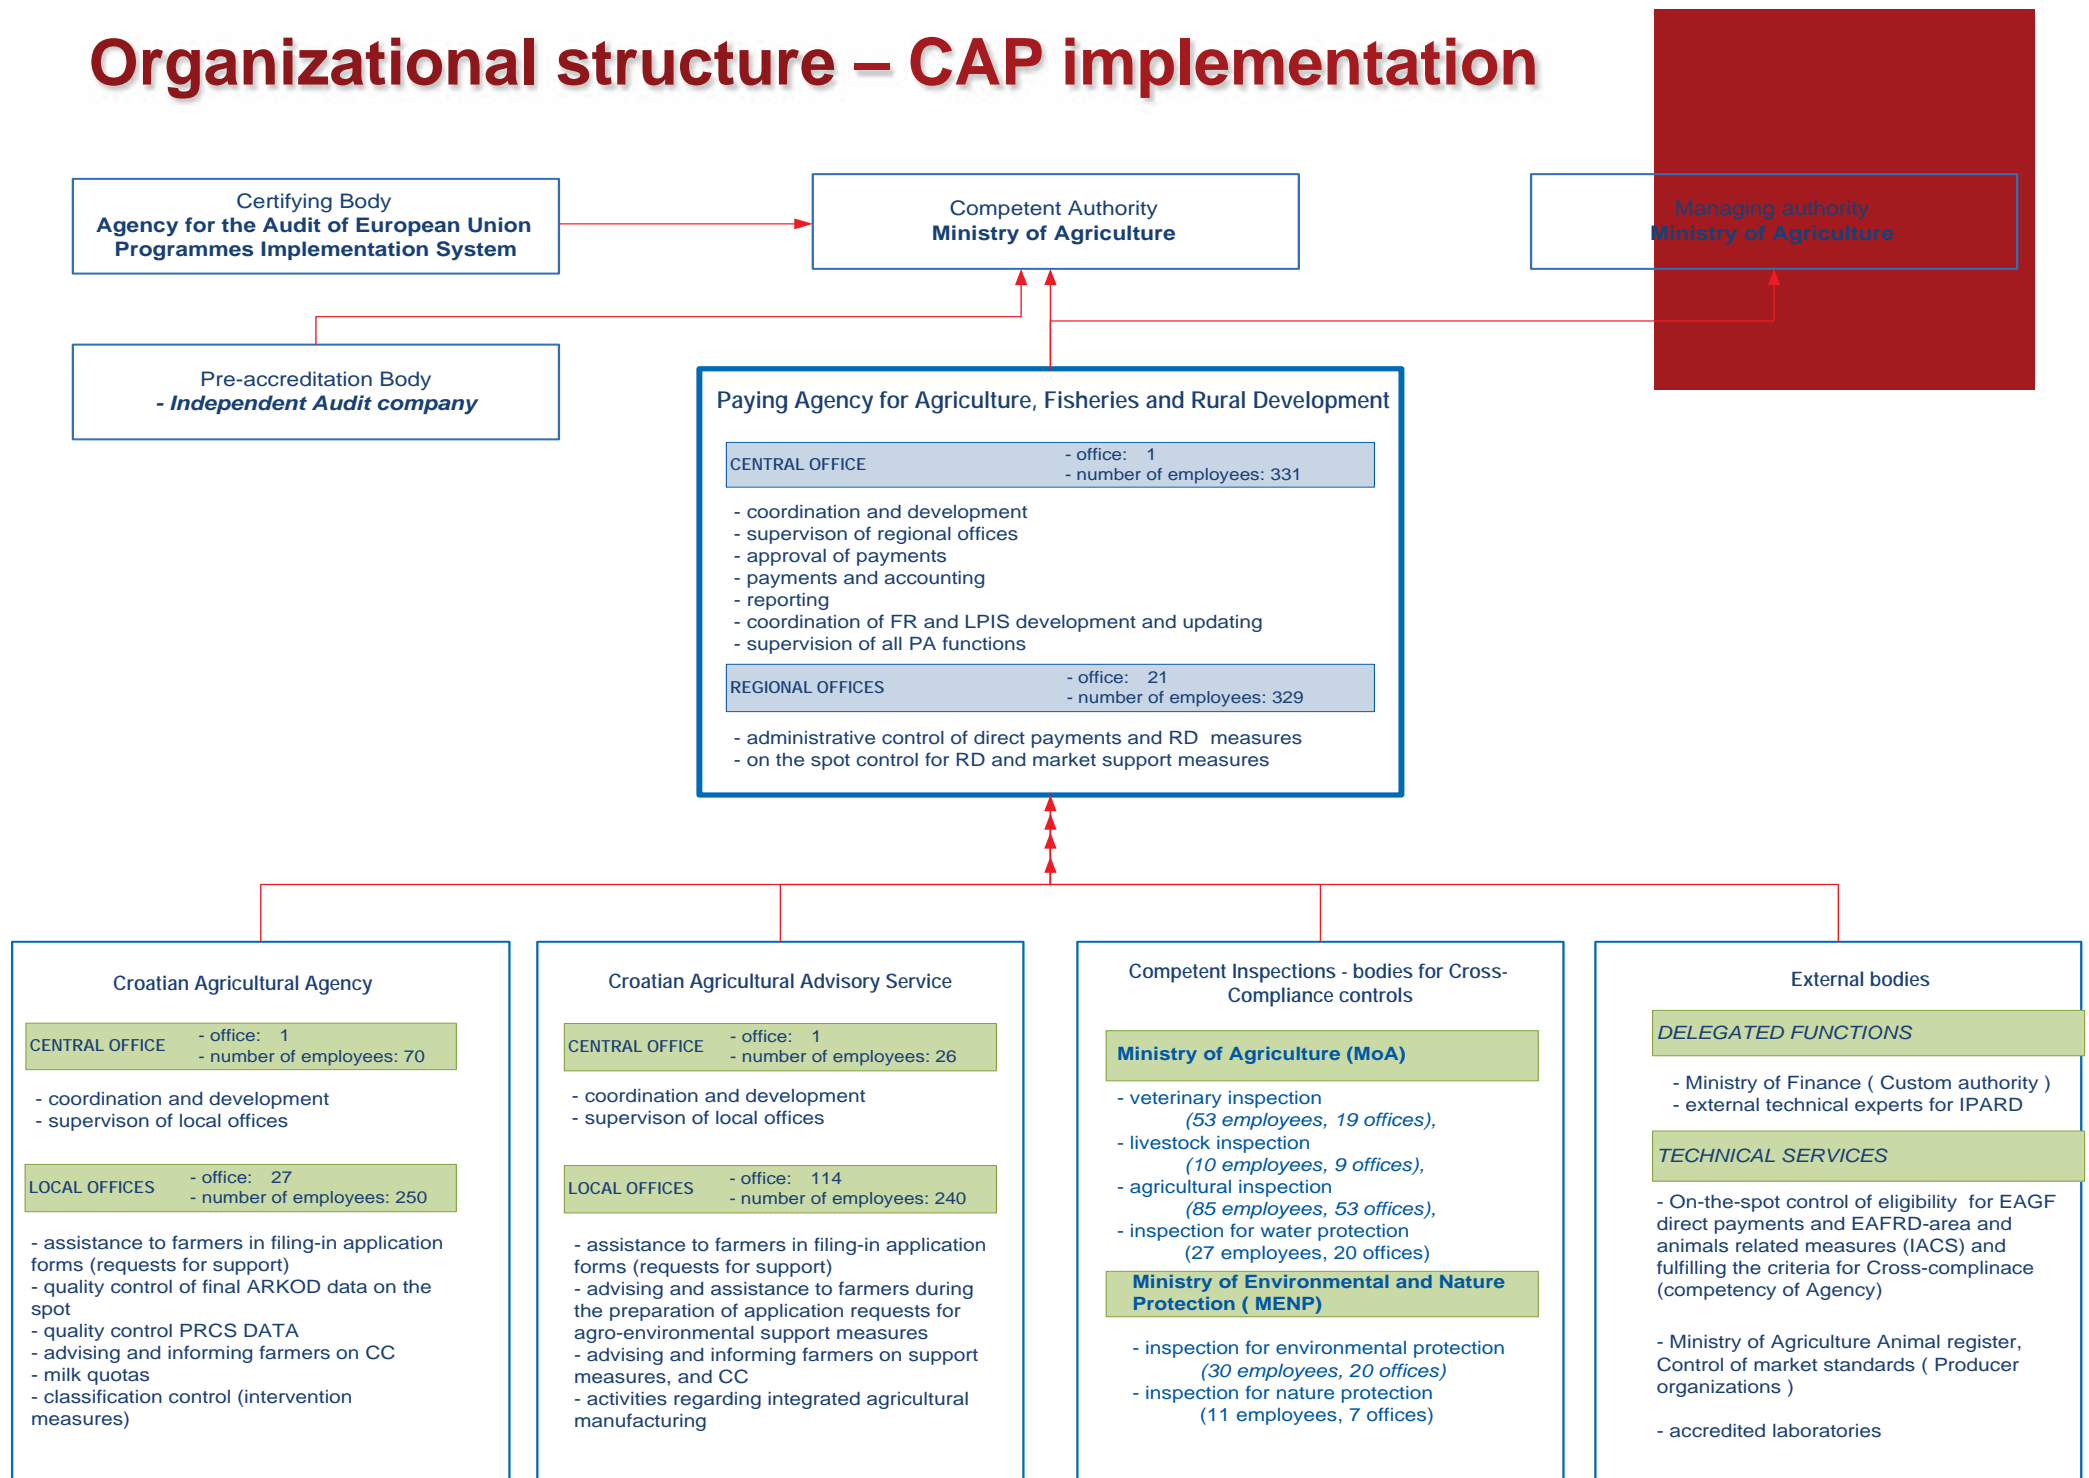 Organizational structure – CAP implementation
Certifying Body
Agency for the Audit of European Union
Programmes Implementation System
Competent Authority
Ministry of Agriculture
Managing authority
Ministry of Agriculture
Pre-accreditation Body
- Independent Audit company
Paying Agency for Agriculture, Fisheries and Rural Development
CENTRAL OFFICE
- office: 1
- number of employees: 331
- coordination and development
- supervison of regional offices
- approval of payments
- payments and accounting
- reporting
- coordination of FR and LPIS development and updating
- supervision of all PA functions
REGIONAL OFFICES
- office: 21
- number of employees: 329
- administrative control of direct payments and RD measures
- on the spot control for RD and market support measures
Croatian Agricultural Agency
CENTRAL OFFICE
- office: 1
- number of employees: 70
- coordination and development
- supervison of local offices
LOCAL OFFICES
- office: 27
- number of employees: 250
- assistance to farmers in filing-in application
forms (requests for support)
- quality control of final ARKOD data on the
spot
- quality control PRCS DATA
- advising and informing farmers on CC
- milk quotas
- classification control (intervention
measures)
Croatian Agricultural Advisory Service
CENTRAL OFFICE
- office: 1
- number of employees: 26
- coordination and development
- supervison of local offices
LOCAL OFFICES
- office: 114
- number of employees: 240
- assistance to farmers in filing-in application
forms (requests for support)
- advising and assistance to farmers during
the preparation of application requests for
agro-environmental support measures
- advising and informing farmers on support
measures, and CC
- activities regarding integrated agricultural
manufacturing
Competent Inspections - bodies for Cross-
Compliance controls
Ministry of Agriculture (MoA)
- veterinary inspection
(53 employees, 19 offices),
- livestock inspection
(10 employees, 9 offices),
- agricultural inspection
(85 employees, 53 offices),
- inspection for water protection
(27 employees, 20 offices)
Ministry of Environmental and Nature
Protection ( MENP)
- inspection for environmental protection
(30 employees, 20 offices)
- inspection for nature protection
(11 employees, 7 offices)
External bodies
DELEGATED FUNCTIONS
- Ministry of Finance ( Custom authority )
- external technical experts for IPARD
TECHNICAL SERVICES
- On-the-spot control of eligibility for EAGF
direct payments and EAFRD-area and
animals related measures (IACS) and
fulfilling the criteria for Cross-complinace
(competency of Agency)
- Ministry of Agriculture Animal register,
Control of market standards ( Producer
organizations )
- accredited laboratories